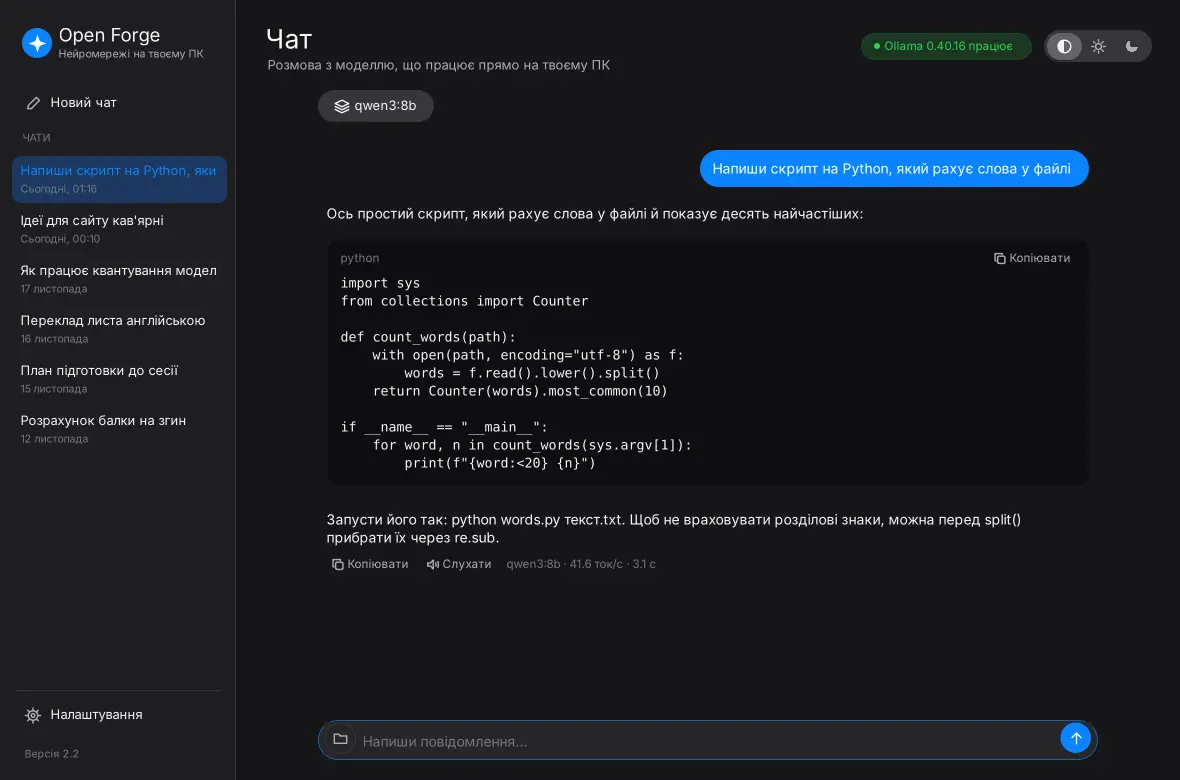 Open Forge
Нейромережі на твоєму ПК
Новий чат
ЧАТИ
Напиши скрипт на Python, яки
Сьогодні, 01:16
Ідеї для сайту кав'ярні
Сьогодні, 00:10
Як працює квантування модел
17 листопада
Переклад листа англійською
16 листопада
План підготовки до сесії
15 листопада
Розрахунок балки на згин
12 листопада
Налаштування
Версія 2.2
Чат
Розмова з моделлю, що працює прямо на твоєму ПК
Ollama 0.40.16 працює
qwen3:8b
Напиши скрипт на Python, який рахує слова у файлі
Ось простий скрипт, який рахує слова у файлі й показує десять найчастіших:
python
Копіювати
import sys
from collections import Counter

def count_words(path):
    with open(path, encoding="utf-8") as f:
        words = f.read().lower().split()
    return Counter(words).most_common(10)

if __name__ == "__main__":
    for word, n in count_words(sys.argv[1]):
        print(f"{word:<20} {n}")
Запусти його так: python words.py текст.txt. Щоб не враховувати розділові знаки, можна перед split()
прибрати їх через re.sub.
Копіювати Слухати qwen3:8b · 41.6 ток/с · 3.1 с
Напиши повідомлення...